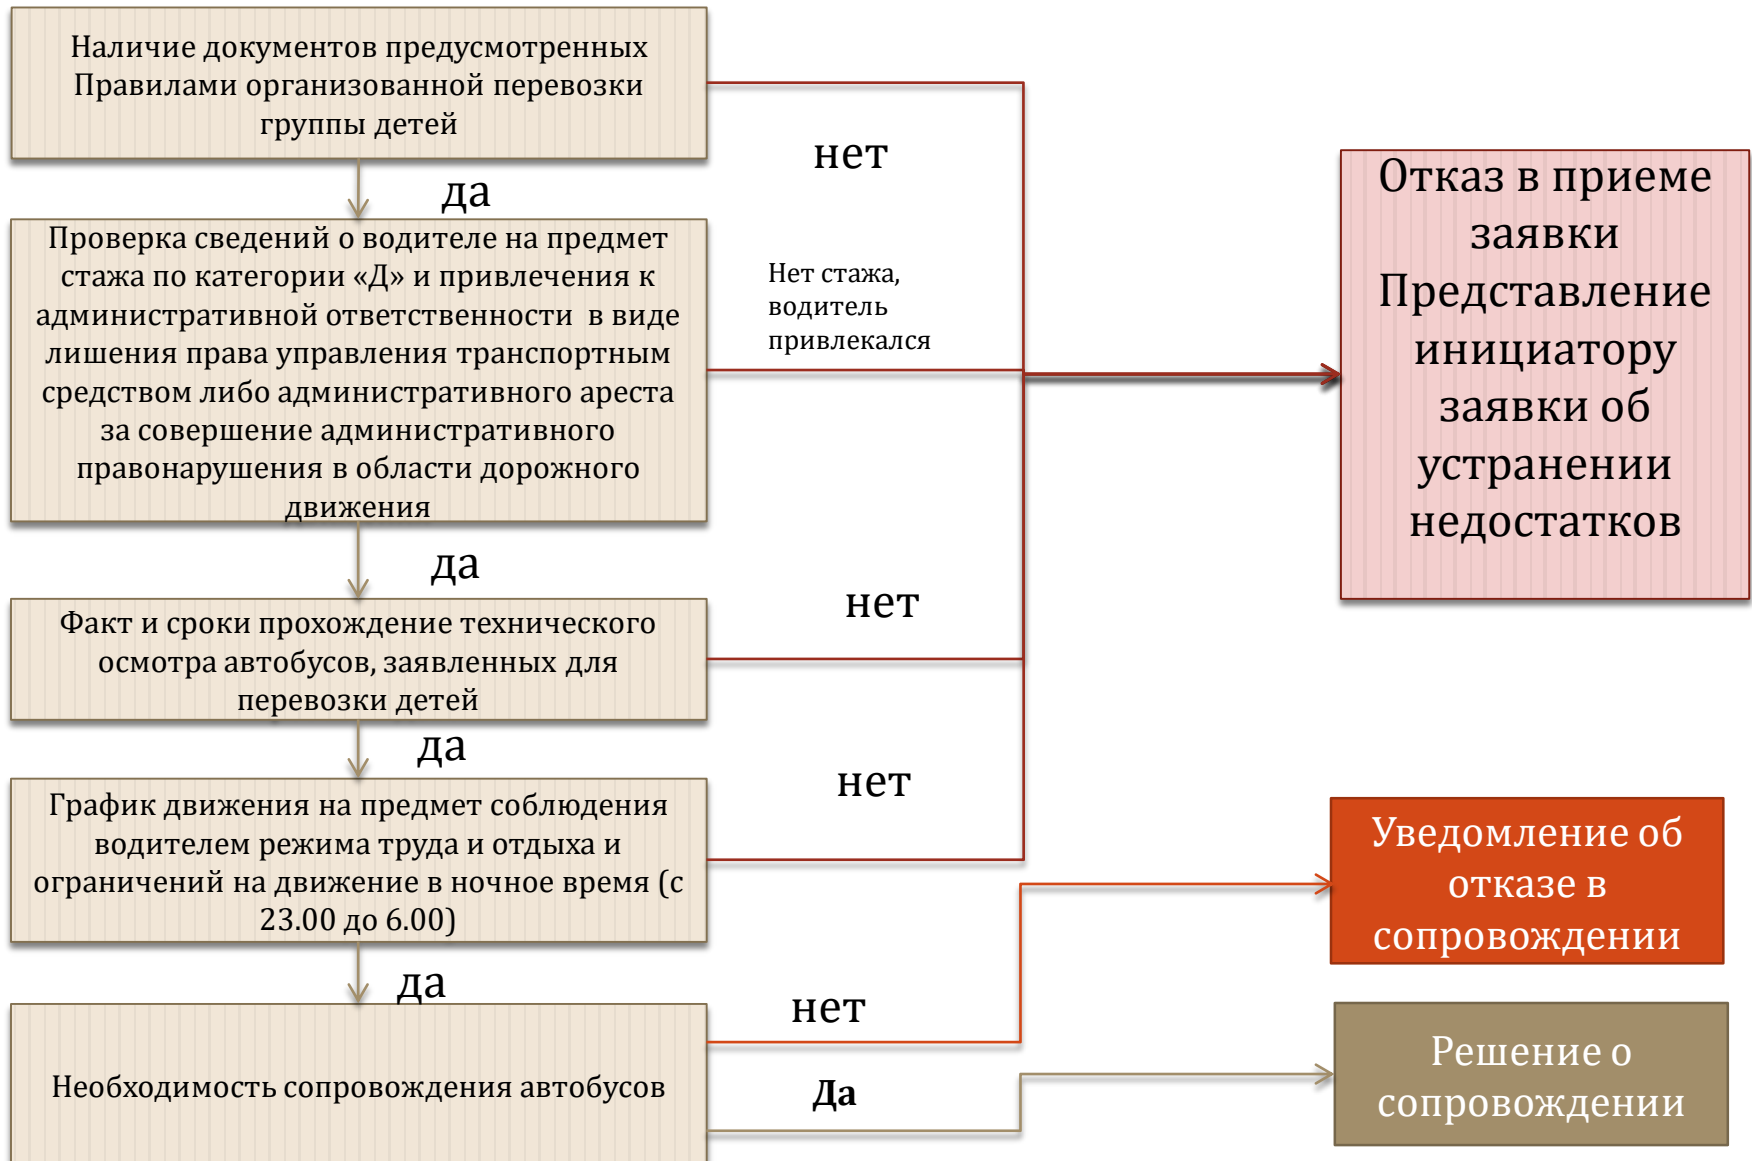 Наличие документов предусмотренных
Правилами организованной перевозки
группы детей
нет
да
Проверка сведений о водителе на предмет
стажа по категории «Д» и привлечения к
административной ответственности в виде
лишения права управления транспортным
средством либо административного ареста
за совершение административного
правонарушения в области дорожного
движения
Нет стажа,
водитель
привлекался
Отказ в приеме
заявки
Представление
инициатору
заявки об
устранении
недостатков
да
нет
Факт и сроки прохождение технического
осмотра автобусов, заявленных для
перевозки детей
да
нет
График движения на предмет соблюдения
водителем режима труда и отдыха и
ограничений на движение в ночное время (с
23.00 до 6.00)
Уведомление об
отказе в
сопровождении
да
нет
Необходимость сопровождения автобусов
Да
Решение о
сопровождении